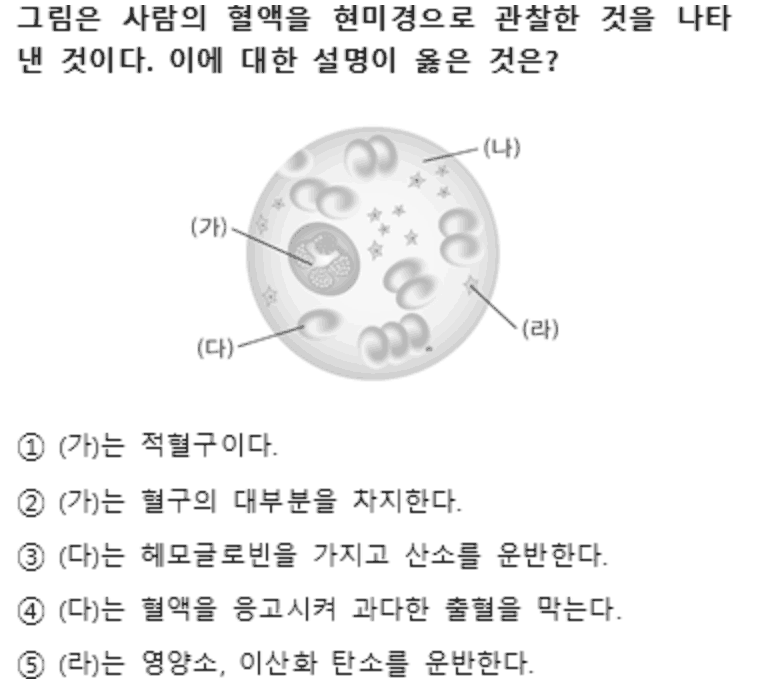 그림은 사람의 혈액을 현미경으로 관찰한 것을 나타
낸 것이다. 이에 대한 설명이 옳은 것은?
(나)
(가)
(라)
(다)
① (가)는 적혈구이다.
② (가)는 혈구의 대부분을 차지한다.
③ (다)는 헤모글로빈을 가지고 산소를 운반한다.
④ (다)는 혈액을 응고시켜 과다한 출혈을 막는다.
⑤ (라)는 영양소, 이산화 탄소를 운반한다.